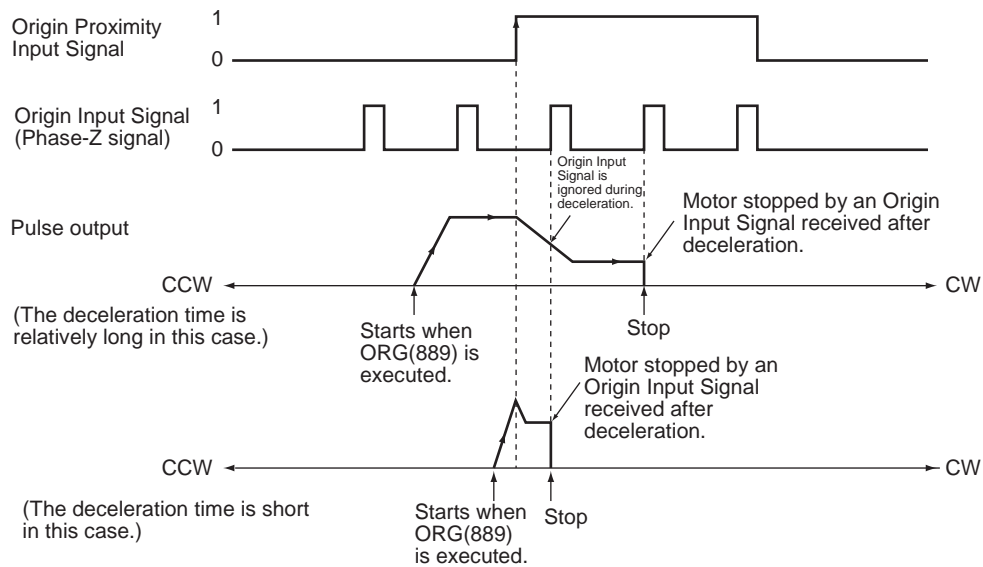 Origin Proximity
Input Signal
1
0
Origin Input Signal
(Phase-Z signal)
1
0
Origin Input
Signal is
ignored during
deceleration.
Pulse output
Motor stopped by an Origin
Input Signal received after
deceleration.
CCW
CW
(The deceleration time is
relatively long in this case.)
Starts when
ORG(889) is
executed.
Stop
Motor stopped by an
Origin Input Signal
received after
deceleration.
CCW
CW
(The deceleration time is short
in this case.)
Starts when
ORG(889)
is executed.
Stop